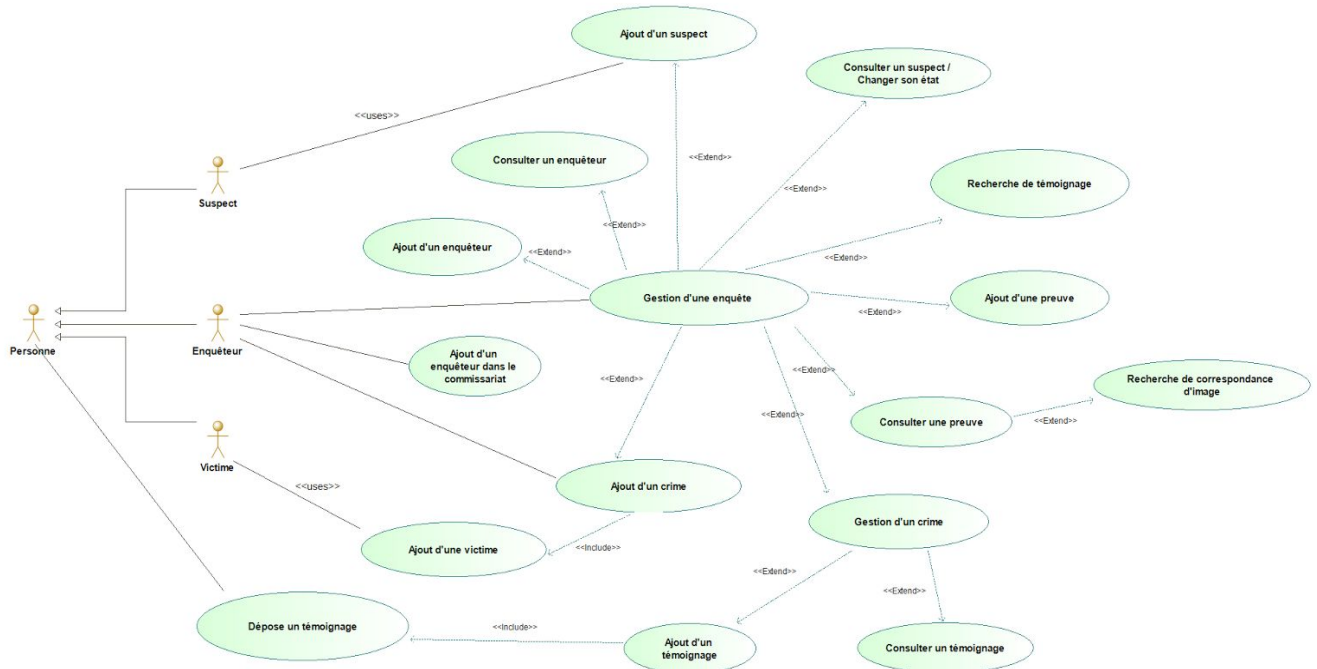 Ajout d'un suspect
Consulter un suspect /
Changer son état
<<uses>>
Consulter un enquêteur
<<Extend>>
<<Extend>>
Recherche de témoignage
Suspect
<<Extend>>
Ajout d'un enquêteur
<<Extend>>
<<Extend>>
Gestion d'une enquête
Ajout d'une preuve
<<Extend>>
Personne
Enquêteur
Ajout d'un
enquêteur dans le
commissariat
<<Extend>>
<<Extend>>
Recherche de correspondance
d'image
<<Extend>>
Consulter une preuve
<<Extend>>
Victime
<<uses>>
Ajout d'un crime
Gestion d'un crime
Ajout d'une victime
<<Include>>
<<Extend>>
<<Extend>>
Dépose un témoignage
<<Include>>
Ajout d'un
témoignage
Consulter un témoignage